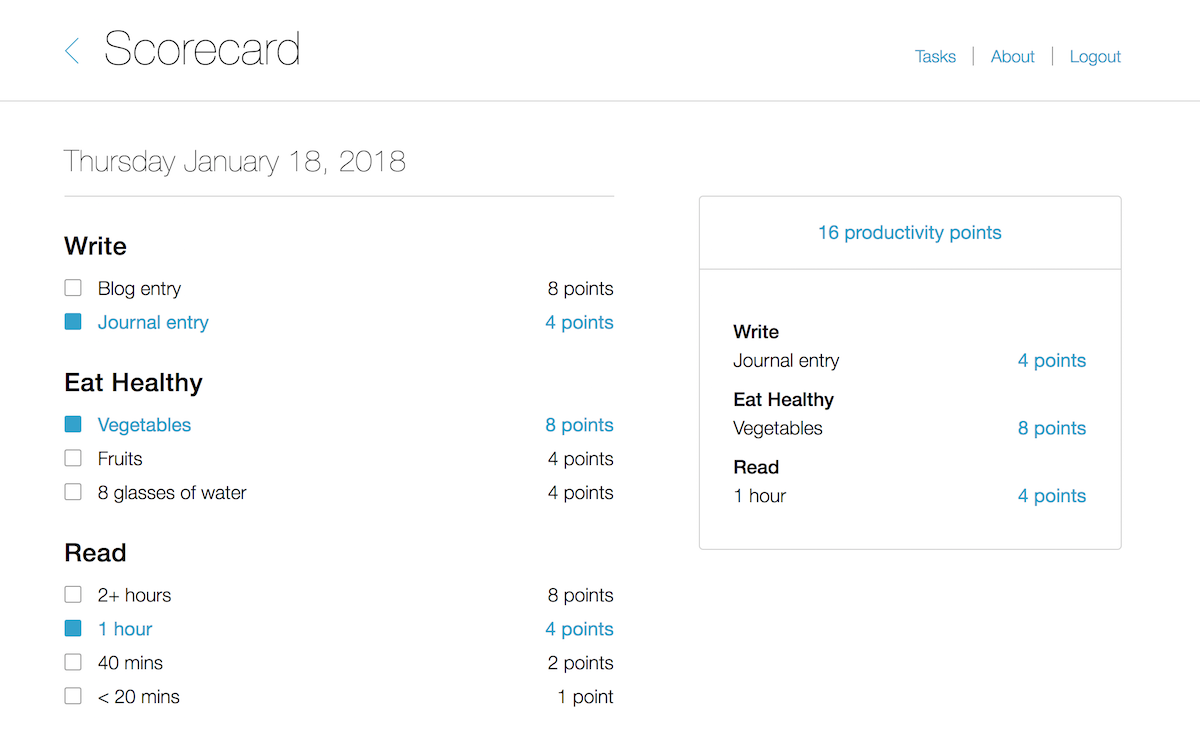 Scorecard
Tasks | About | Logout
Thursday January 18, 2018
Write
Blog entry 8 points
Journal entry 4 points
Eat Healthy
Vegetables 8 points
Fruits 4 points
8 glasses of water 4 points
Read
2+ hours 8 points
1 hour 4 points
40 mins 2 points
< 20 mins 1 point
16 productivity points
Write
Journal entry 4 points
Eat Healthy
Vegetables 8 points
Read
1 hour 4 points